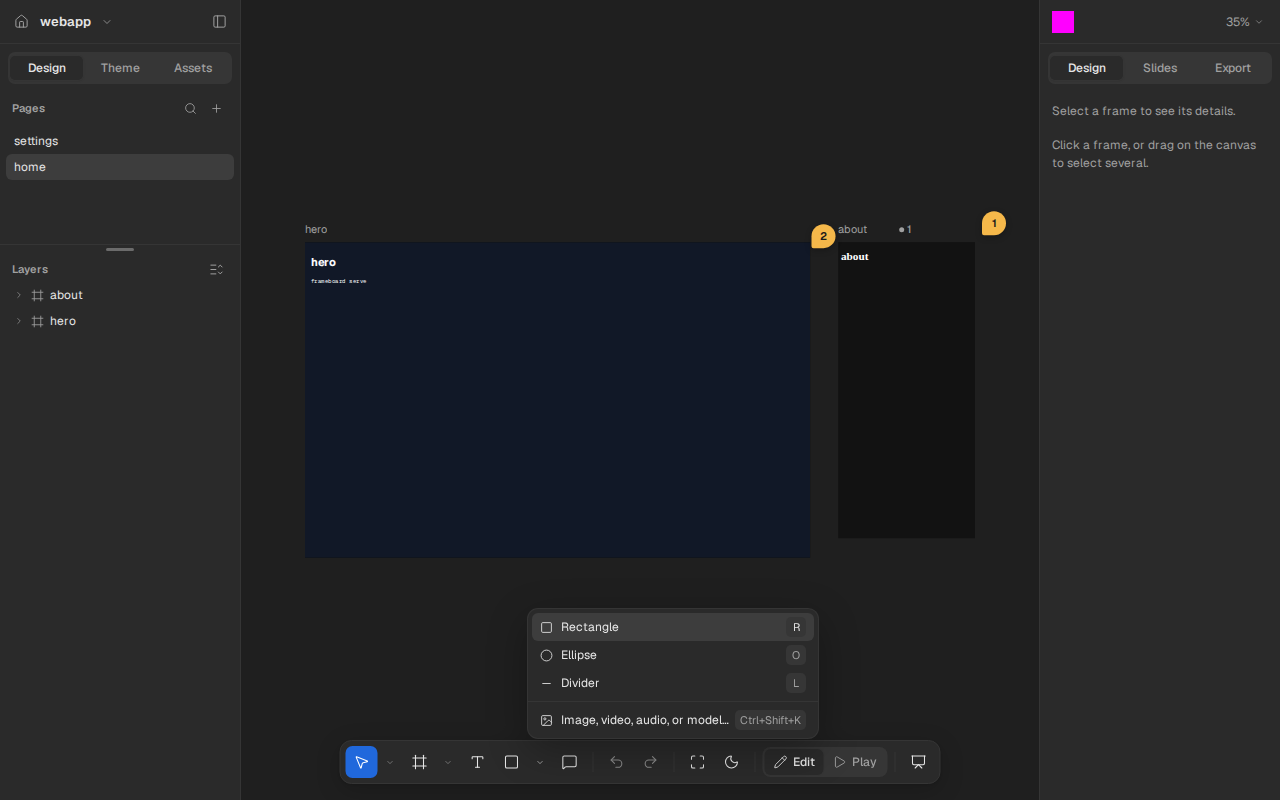 webapp
Design Theme Assets
Pages
settings
home
Layers
about
hero
hero
2
about
1
1
hero
frameboard serve
about
Rectangle R
Ellipse O
Divider L
Image, video, audio, or model... Ctrl+Shift+K
T
Edit Play
35%
Design Slides Export
Select a frame to see its details.
Click a frame, or drag on the canvas
to select several.